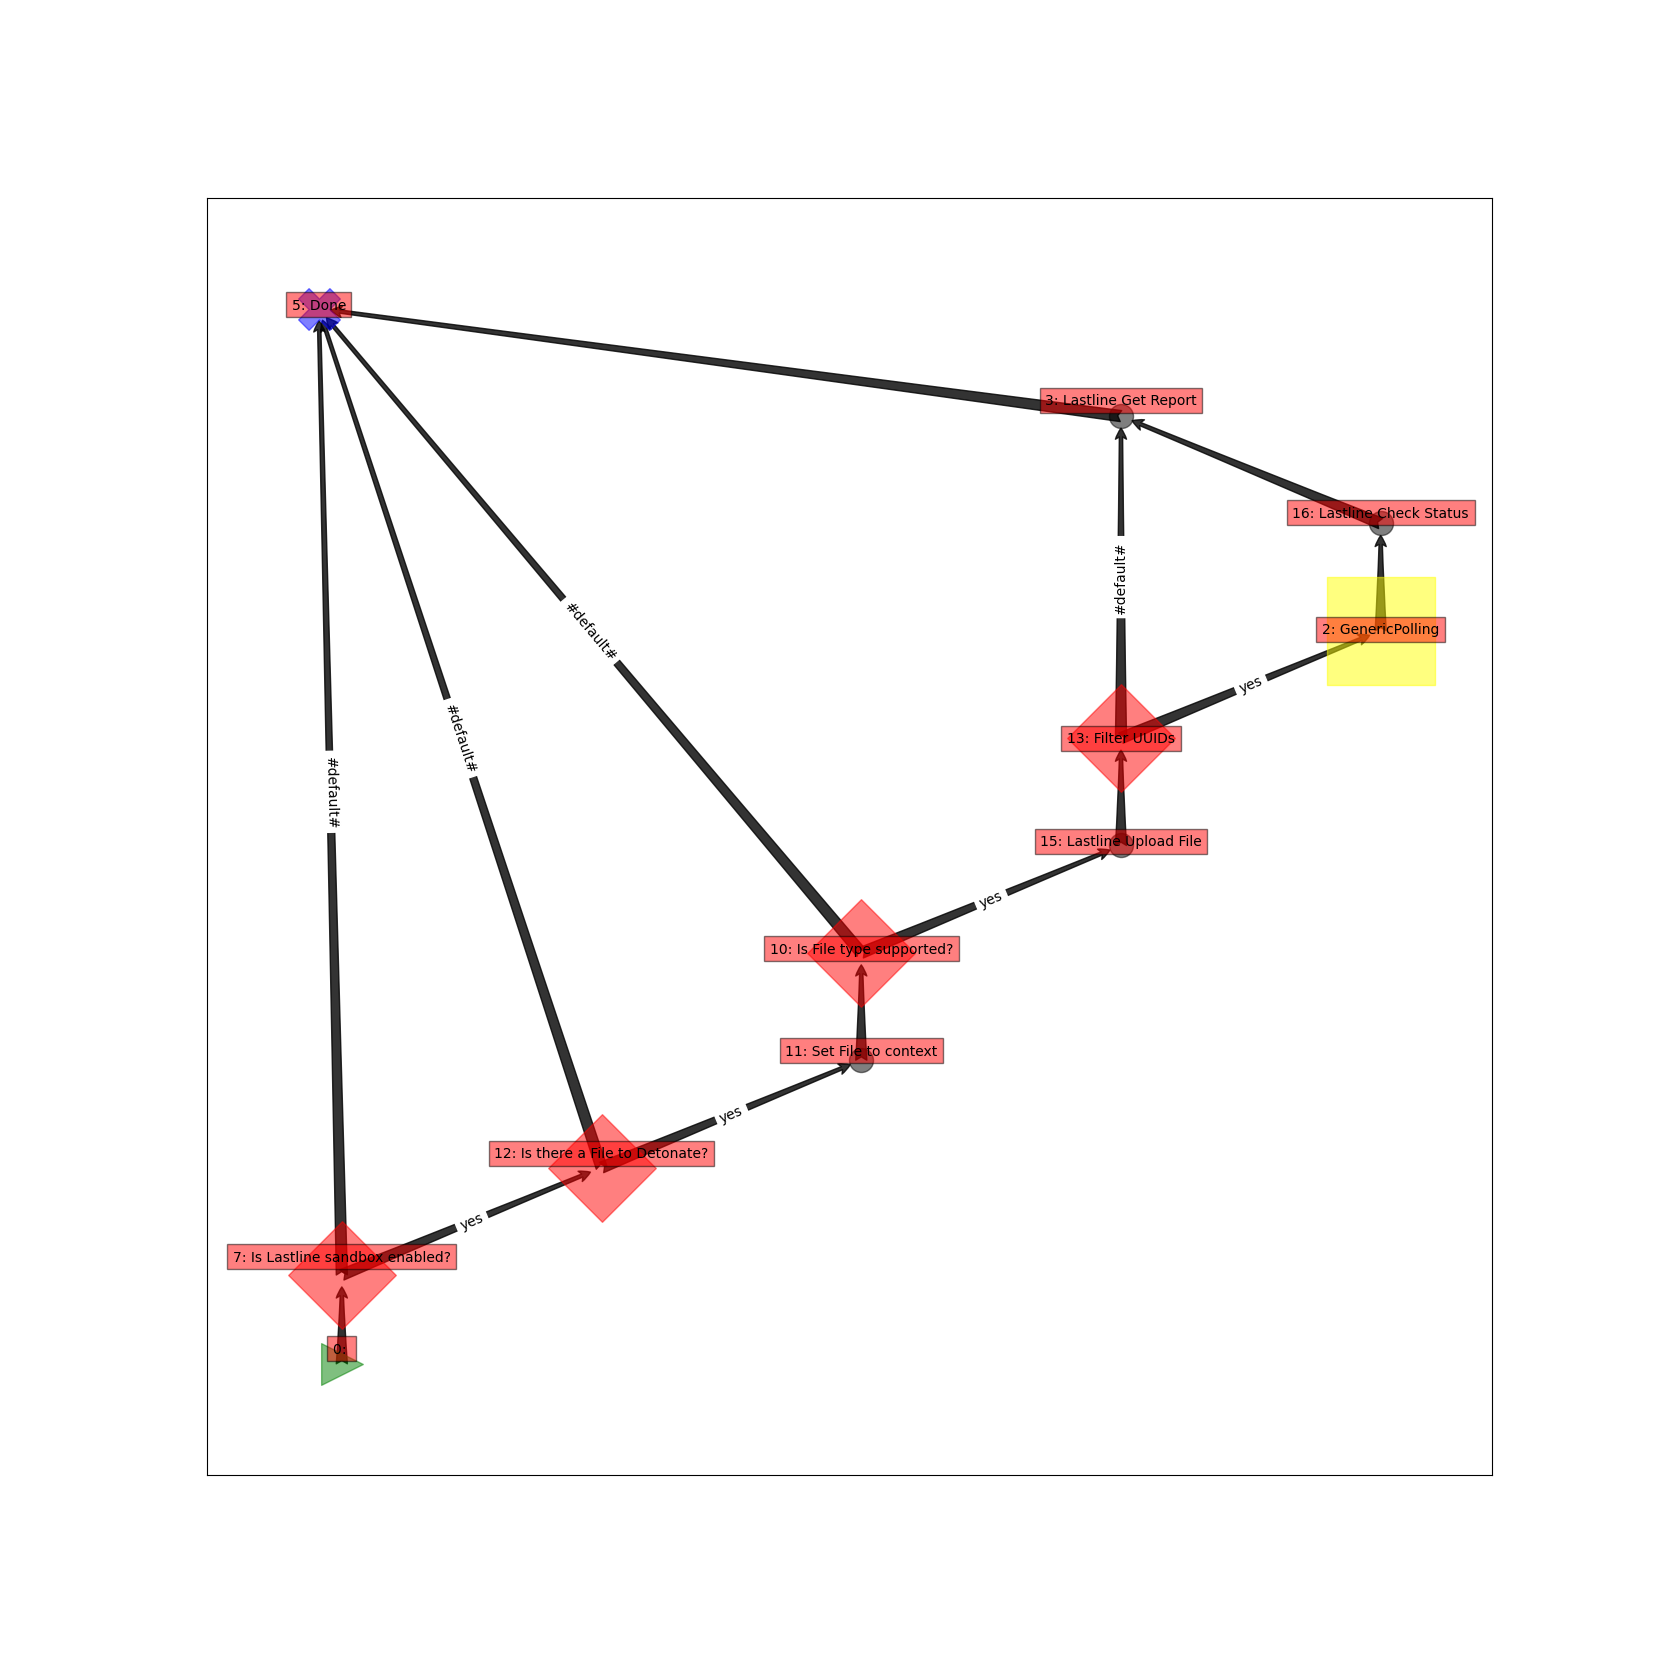 5: Done
3: Lastline Get Report
16: Lastline Check Status
#default#
#default#
2: GenericPolling
yes
#default#
13: Filter UUIDs
#default#
15: Lastline Upload File
yes
10: Is File type supported?
11: Set File to context
yes
12: Is there a File to Detonate?
yes
7: Is Lastline sandbox enabled?
0: